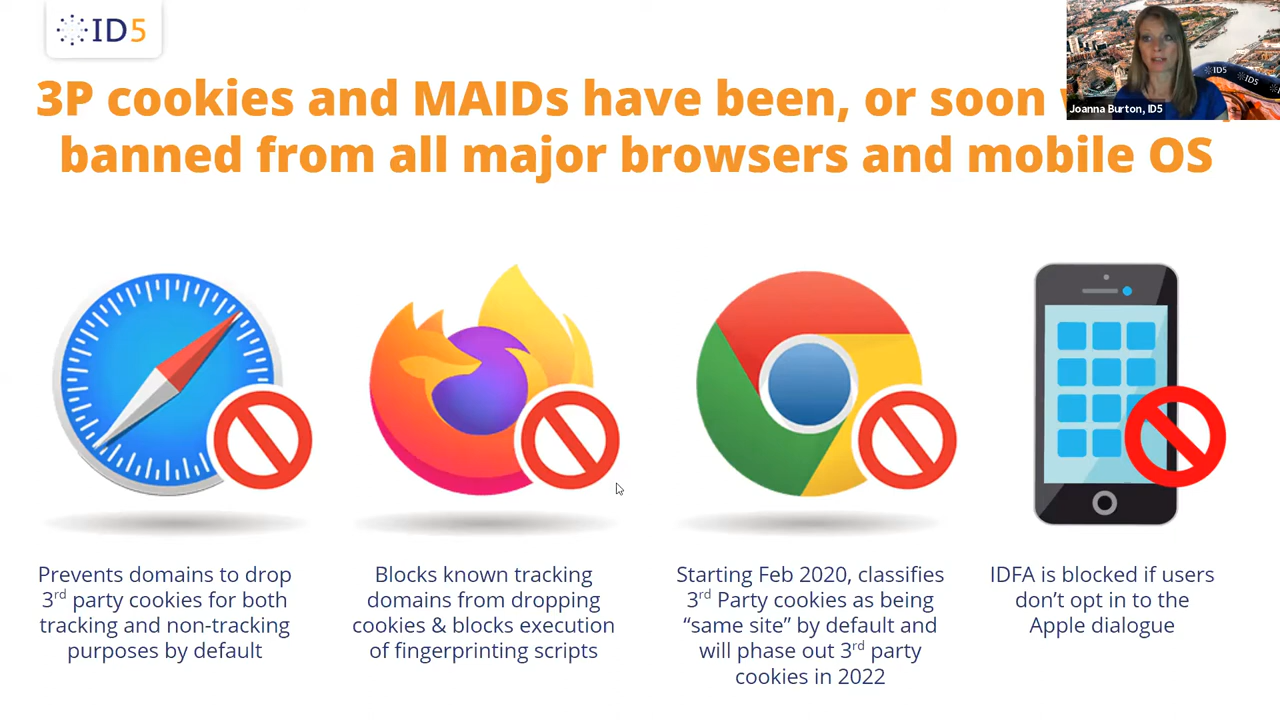 ID5
3P cookies and MAIDs have been, or soon
banned from all major browsers and mobile OS
Joanna Burton, ID5
ID5
ID5
Prevents domains to drop
3rd party cookies for both
tracking and non-tracking
purposes by default
Blocks known tracking
domains from dropping
cookies & blocks execution
of fingerprinting scripts
Starting Feb 2020, classifies
3rd Party cookies as being
“same site” by default and
will phase out 3rd party
cookies in 2022
IDFA is blocked if users
don’t opt in to the
Apple dialogue